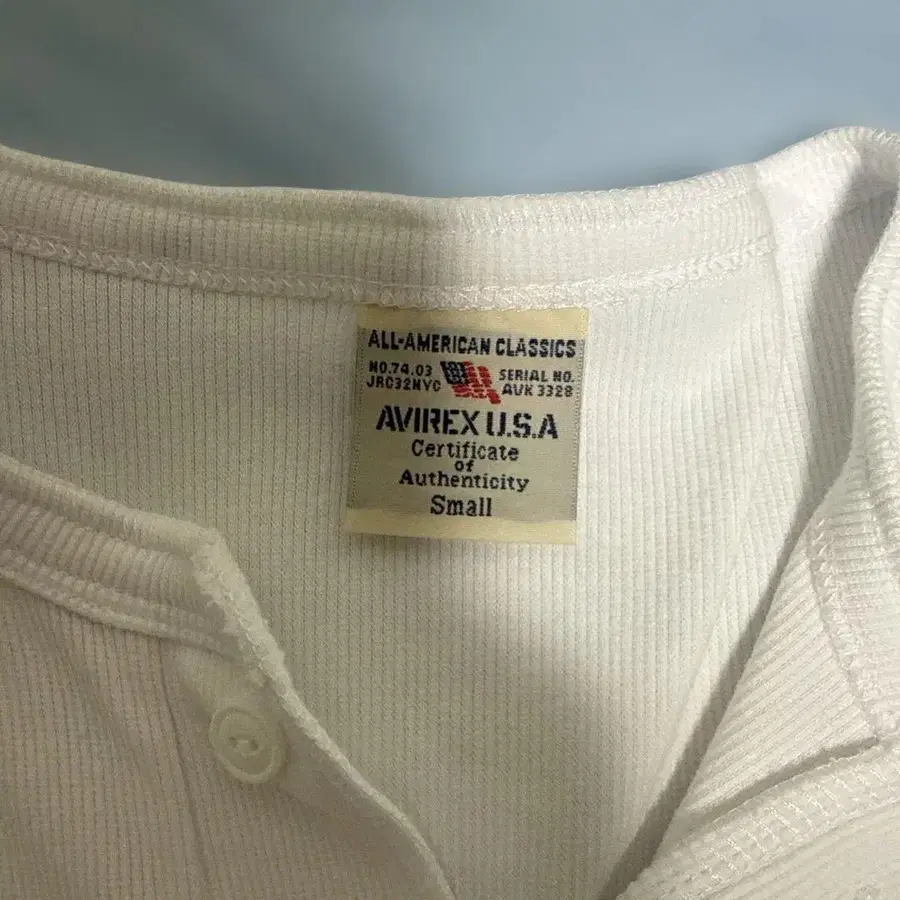 ALL-AMERICAN CLASSICS
NO.74.03 SERIAL NO.
JRC32NYC AVK 3328
AVIREX U.S.A
Certificate
of
Authenticity
Small